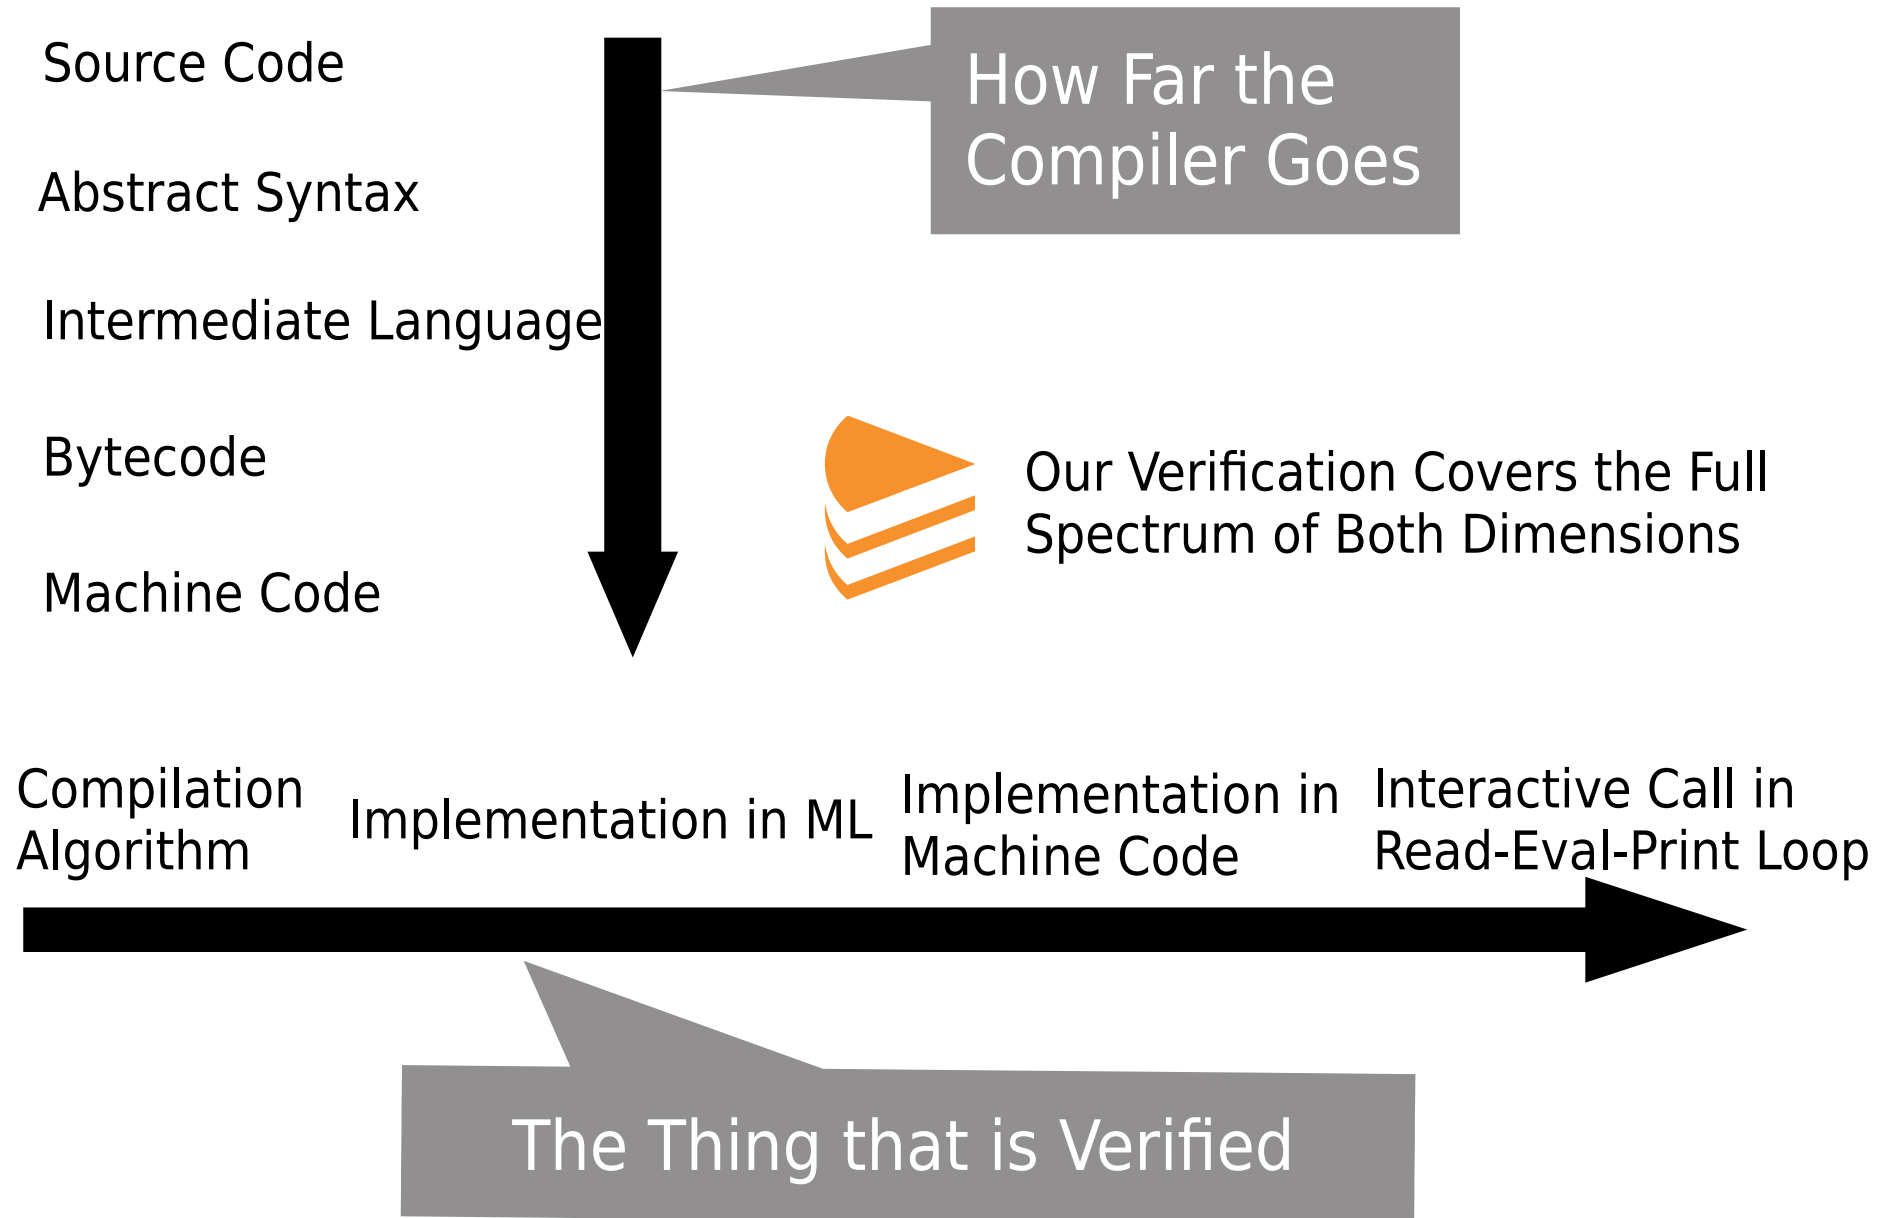 Source Code
How Far the
Compiler Goes
Abstract Syntax
Intermediate Language
Bytecode
Our Verification Covers the Full
Spectrum of Both Dimensions
Machine Code
Compilation
Algorithm
Implementation in ML
Implementation in
Machine Code
Interactive Call in
Read-Eval-Print Loop
The Thing that is Verified